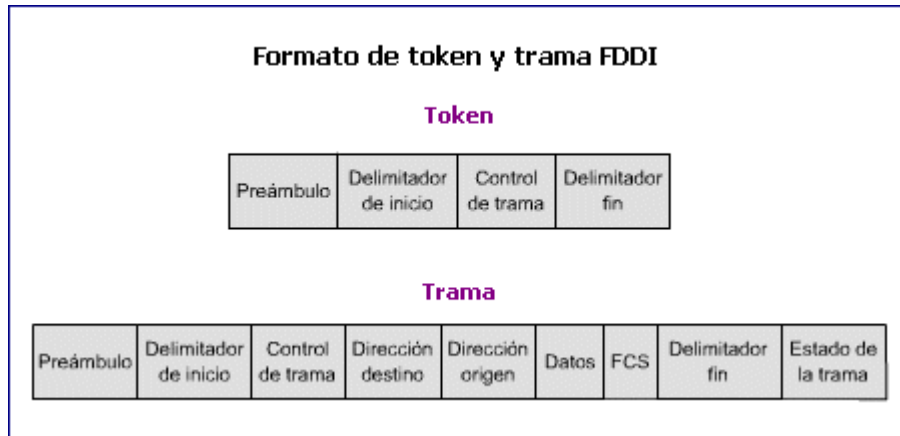 Formato de token y trama FDDI
Token
Preámbulo
Delimitador
de inicio
Control
de trama
Delimitador
fin
Trama
Preámbulo
Delimitador
de inicio
Control
de trama
Dirección
destino
Dirección
origen
Datos
FCS
Delimitador
fin
Estado de
la trama